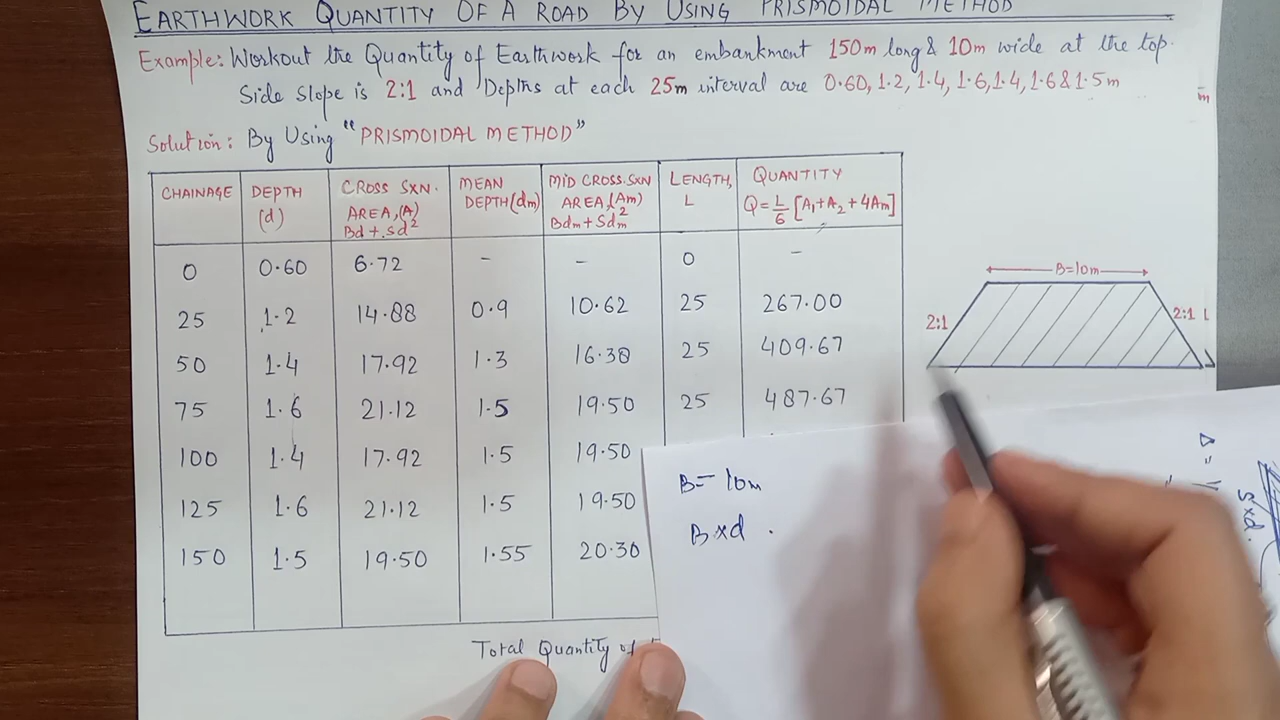 EARTHWORK QUANTITY OF A ROAD BY USING PRISMOIDAL METHOD
Example: Workout the Quantity of Earthwork for an embankment 150m long & 10m wide at the top.
Side slope is 2:1 and Depths at each 25m interval are 0.60, 1.2, 1.4, 1.6, 1.4, 1.6 & 1.5m
m
Solution: By Using "PRISMOIDAL METHOD"
CHAINAGE DEPTH (d) CROSS SXN. AREA, (A) Bd + Sd² MEAN DEPTH (dm) MID CROSS.SXN AREA, (Am) Bdm + Sdm² LENGTH, L QUANTITY Q = L/6 [A1 + A2 + 4Am]
0 0.60 6.72 - - 0 -
25 1.2 14.88 0.9 10.62 25 267.00
50 1.4 17.92 1.3 16.38 25 409.67
75 1.6 21.12 1.5 19.50 25 487.67
100 1.4 17.92 1.5 19.50
125 1.6 21.12 1.5 19.50
150 1.5 19.50 1.55 20.30
Total Quantity of
B=10m
2:1
2:1
B= 10m
B×d .
S×d